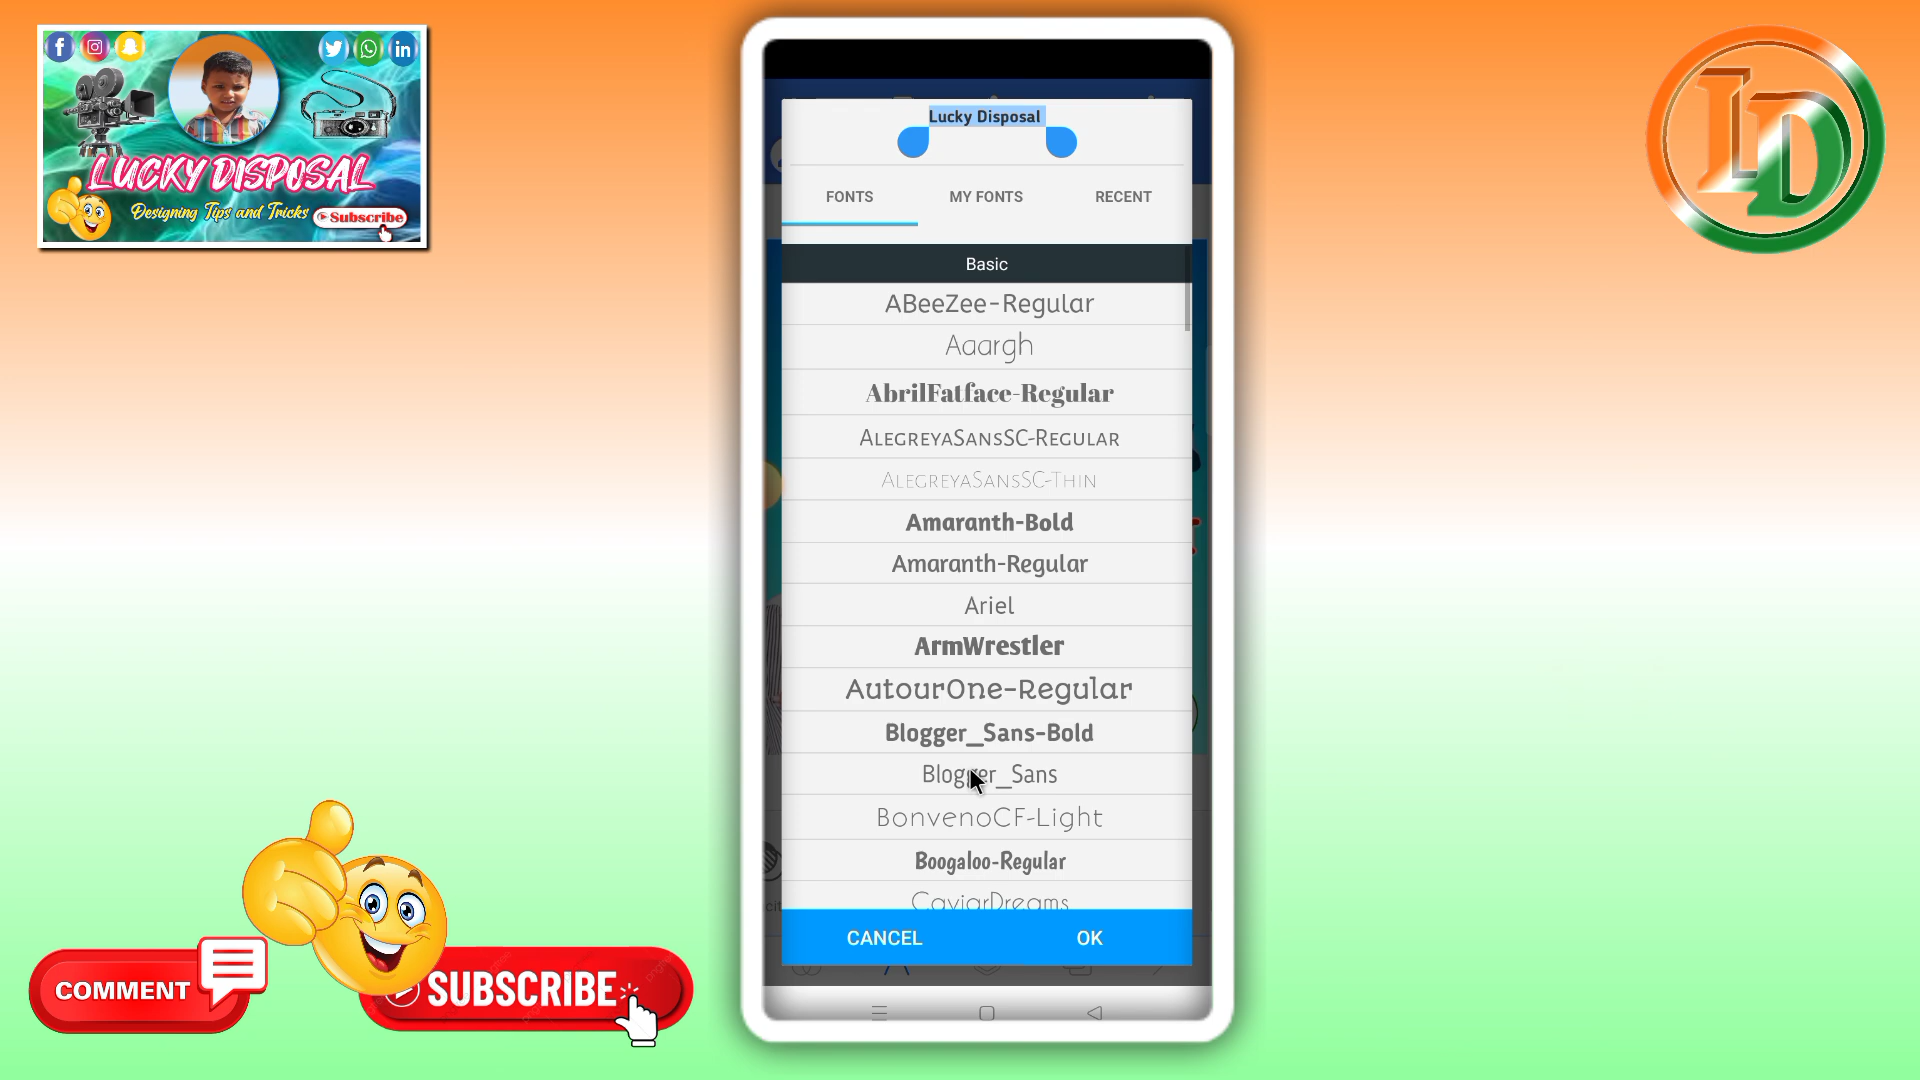 LUCKY DISPOSAL
Designing Tips and Tricks
Subscribe
LD
Lucky Disposal
FONTS MY FONTS RECENT
Basic
ABeeZee-Regular
Aaargh
AbrilFatface-Regular
AlegreyaSansSC-Regular
AlegreyaSansSC-Thin
Amaranth-Bold
Amaranth-Regular
Ariel
ArmWrestler
AutourOne-Regular
Blogger_Sans-Bold
Blogger_Sans
BonvenoCF-Light
Boogaloo-Regular
CaviarDreams
CANCEL OK
COMMENT
SUBSCRIBE